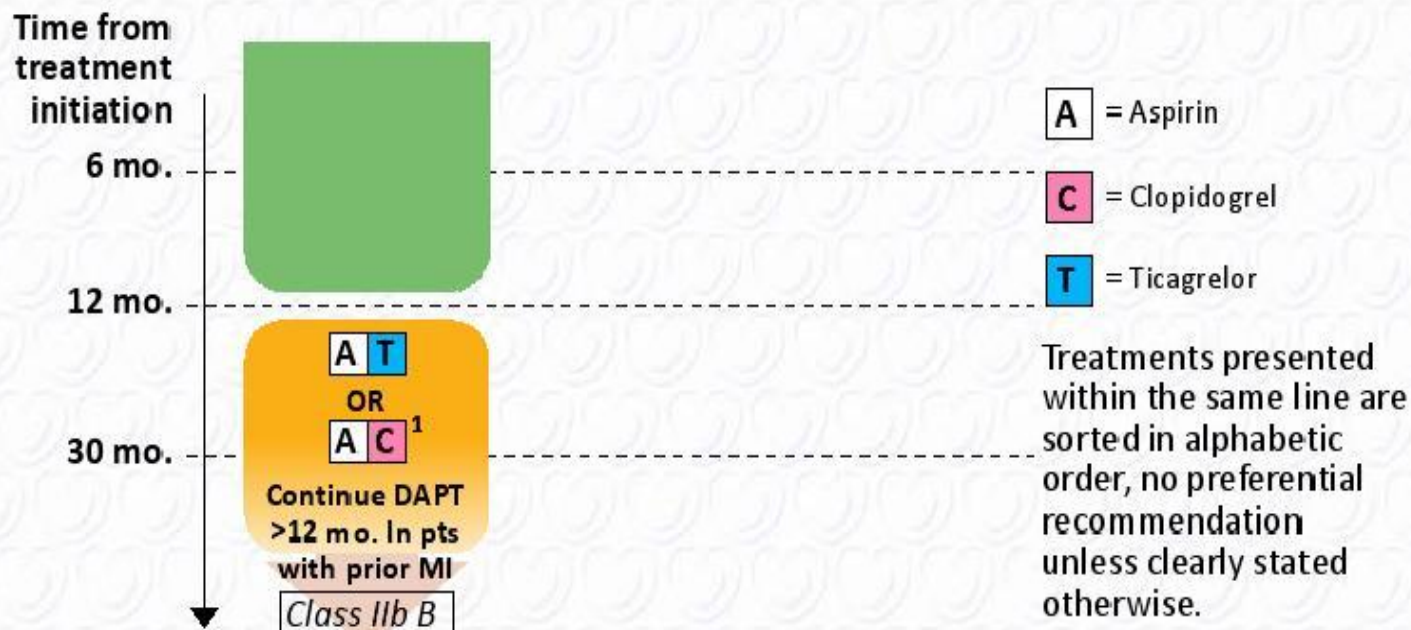 Time from
treatment
initiation
6 mo.
12 mo.
30 mo.
A T
OR
A C 1
Continue DAPT
>12 mo. In pts
with prior MI
Class IIb B
A = Aspirin
C = Clopidogrel
T = Ticagrelor
Treatments presented
within the same line are
sorted in alphabetic
order, no preferential
recommendation
unless clearly stated
otherwise.